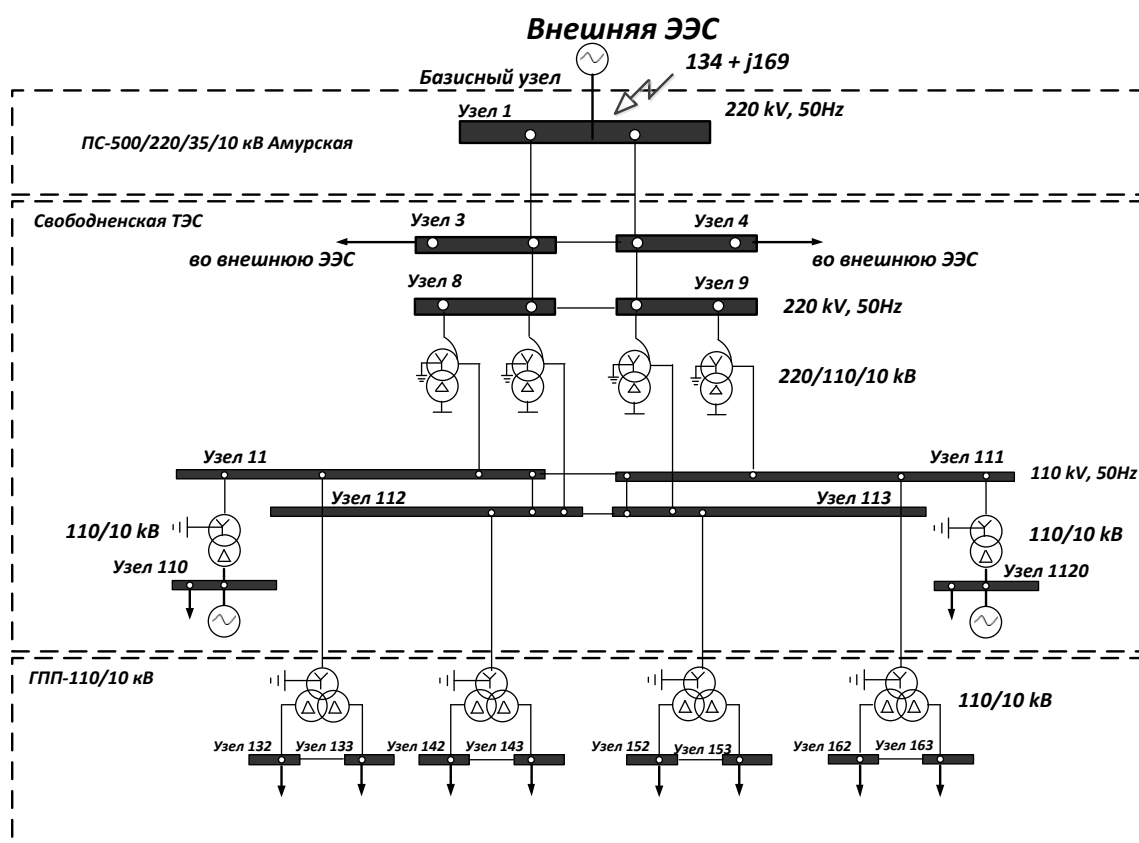 Внешняя ЭЭС
134 + j169
Базисный узел
Узел 1
220 kV, 50Hz
ПС-500/220/35/10 кВ Амурская
Свободненская ТЭС
Узел 3
Узел 4
во внешнюю ЭЭС
во внешнюю ЭЭС
Узел 8
Узел 9
220 kV, 50Hz
220/110/10 kB
Узел 11
Узел 111
110 kV, 50Hz
Узел 112
Узел 113
110/10 kB
110/10 kB
Узел 110
Узел 1120
ГПП-110/10 кВ
110/10 kB
Узел 132
Узел 133
Узел 142
Узел 143
Узел 152
Узел 153
Узел 162
Узел 163